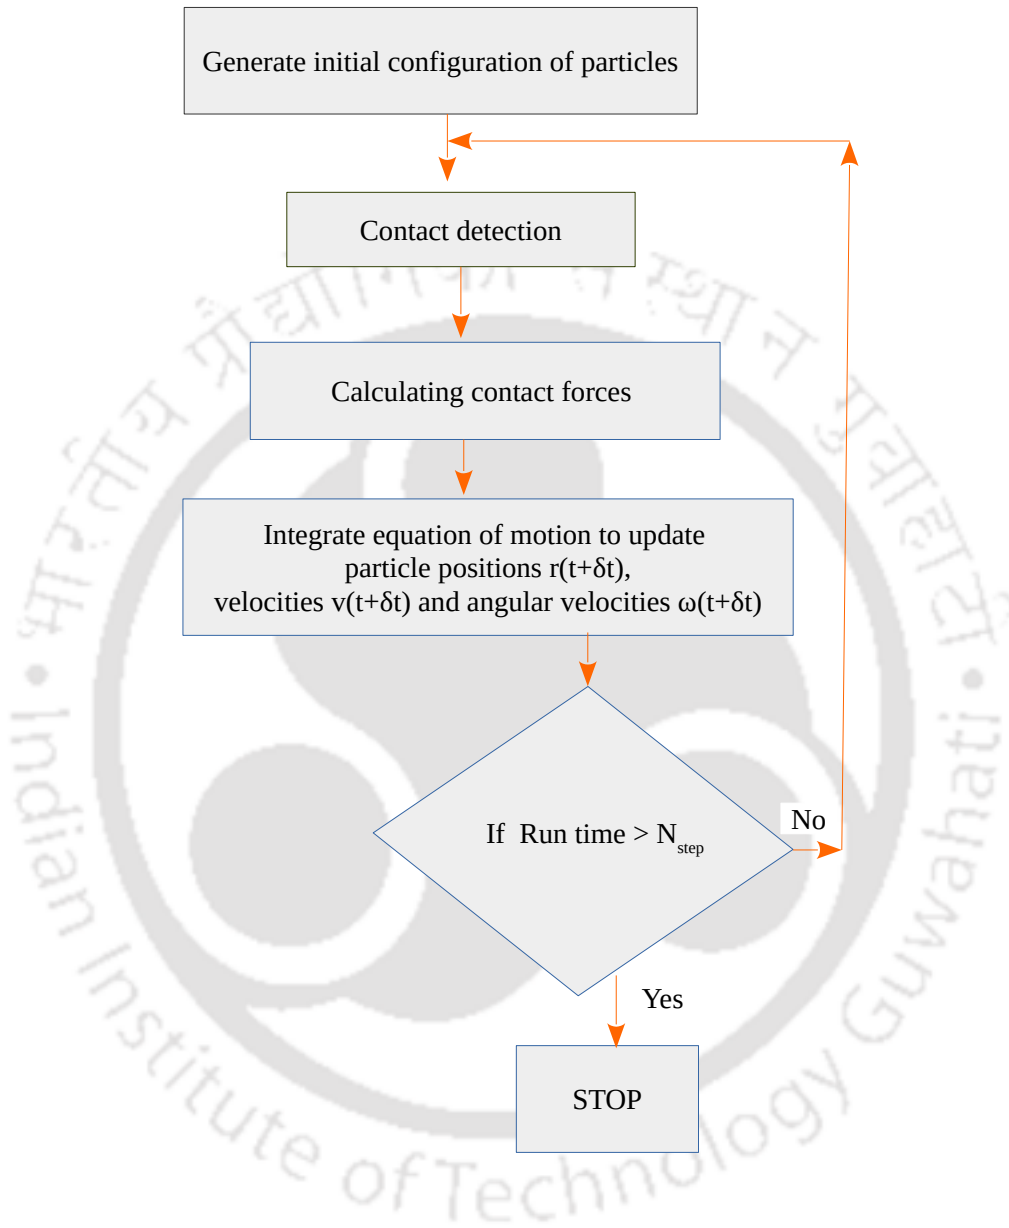 Generate initial configuration of particles
Contact detection
Calculating contact forces
Integrate equation of motion to update
particle positions r(t+δt),
velocities v(t+δt) and angular velocities ω(t+δt)
If Run time > N_step
No
Yes
STOP
Indian Institute of Technology Guwahati